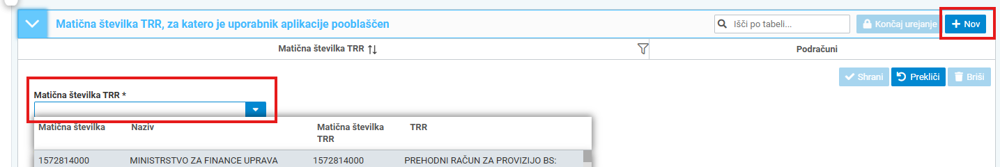 Matična številka TRR, za katero je uporabnik aplikacije pooblaščen
Išči po tabeli...
Končaj urejanje
Nov
Matična številka TRR
Podračuni
Shrani
Prekliči
Briši
Matična številka TRR *
Matična številka Naziv Matična številka TRR
TRR
1572814000 MINISTRSTVO ZA FINANCE UPRAVA 1572814000 PREHODNI RAČUN ZA PROVIZIJO BS: